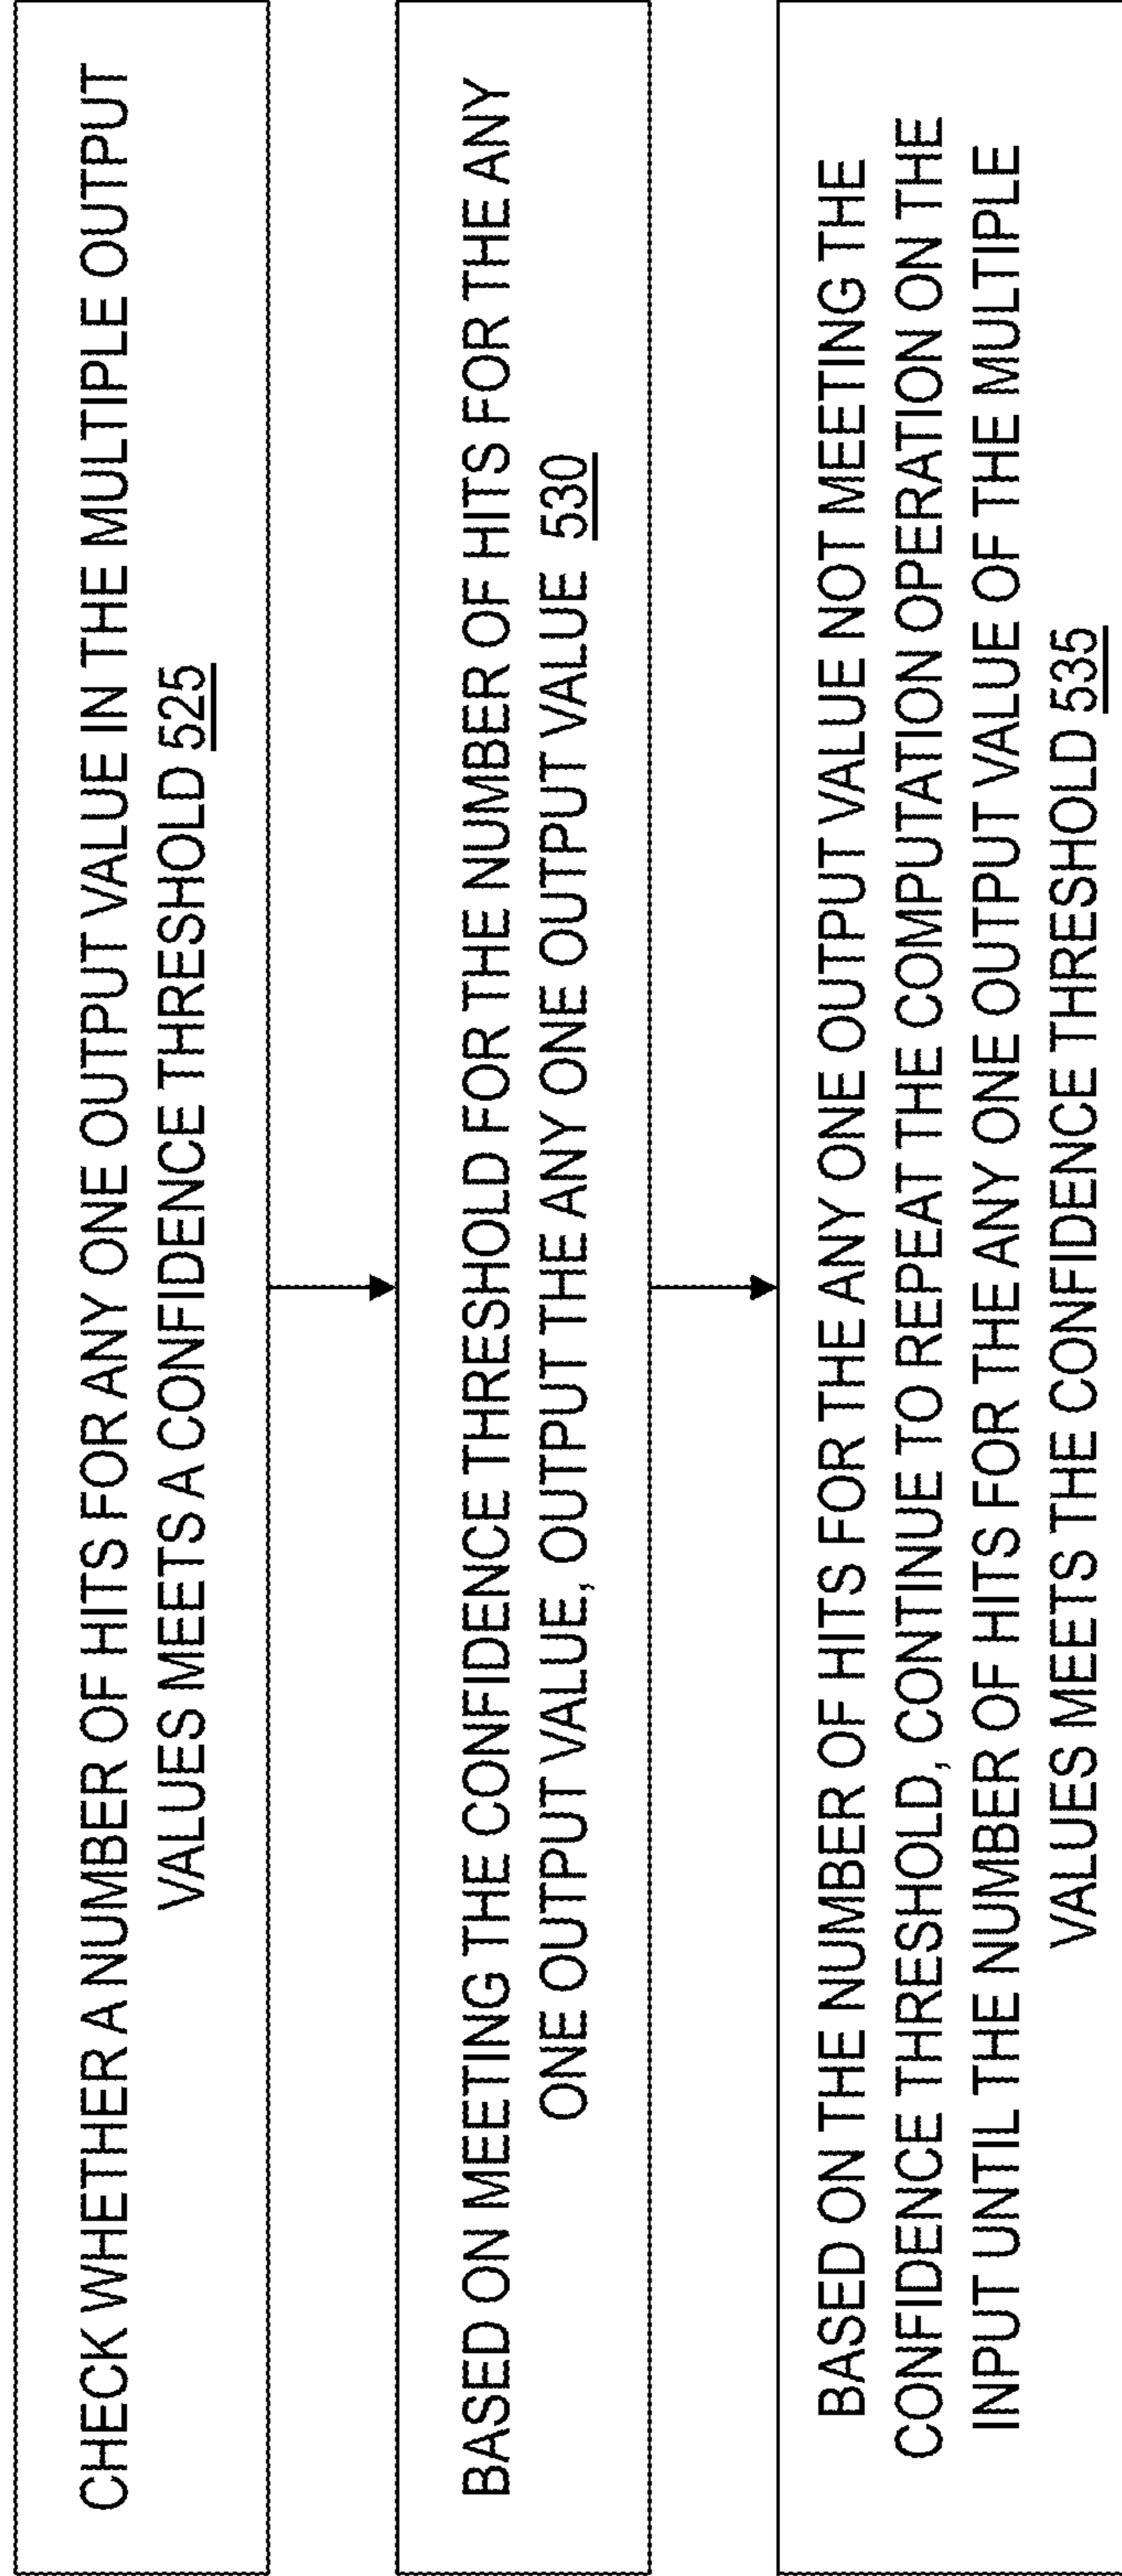 CHECK WHETHER A NUMBER OF HITS FOR ANY ONE OUTPUT VALUE IN THE MULTIPLE OUTPUT
VALUES MEETS A CONFIDENCE THRESHOLD 525
BASED ON MEETING THE CONFIDENCE THRESHOLD FOR THE NUMBER OF HITS FOR THE ANY
ONE OUTPUT VALUE, OUTPUT THE ANY ONE OUTPUT VALUE 530
BASED ON THE NUMBER OF HITS FOR THE ANY ONE OUTPUT VALUE NOT MEETING THE
CONFIDENCE THRESHOLD, CONTINUE TO REPEAT THE COMPUTATION OPERATION ON THE
INPUT UNTIL THE NUMBER OF HITS FOR THE ANY ONE OUTPUT VALUE OF THE MULTIPLE
VALUES MEETS THE CONFIDENCE THRESHOLD 535